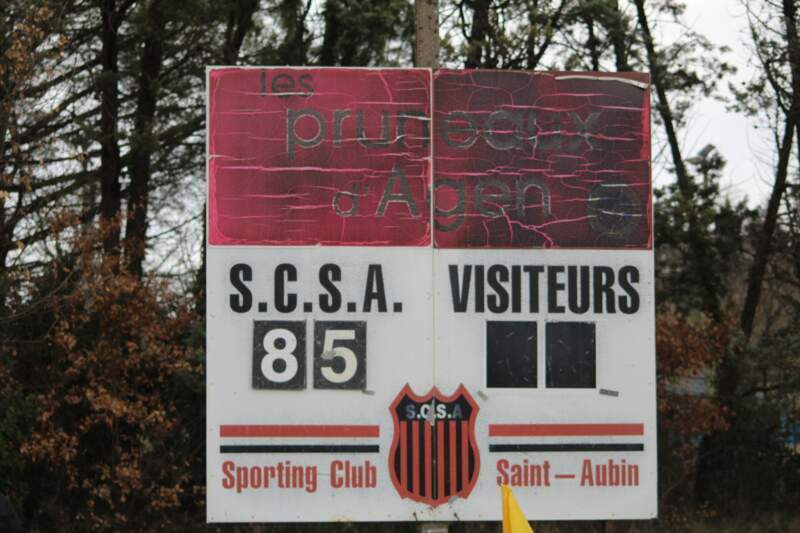 les
pruneaux
d'Agen
S.C.S.A. VISITEURS
85
S.C.S.A
Sporting Club Saint-Aubin